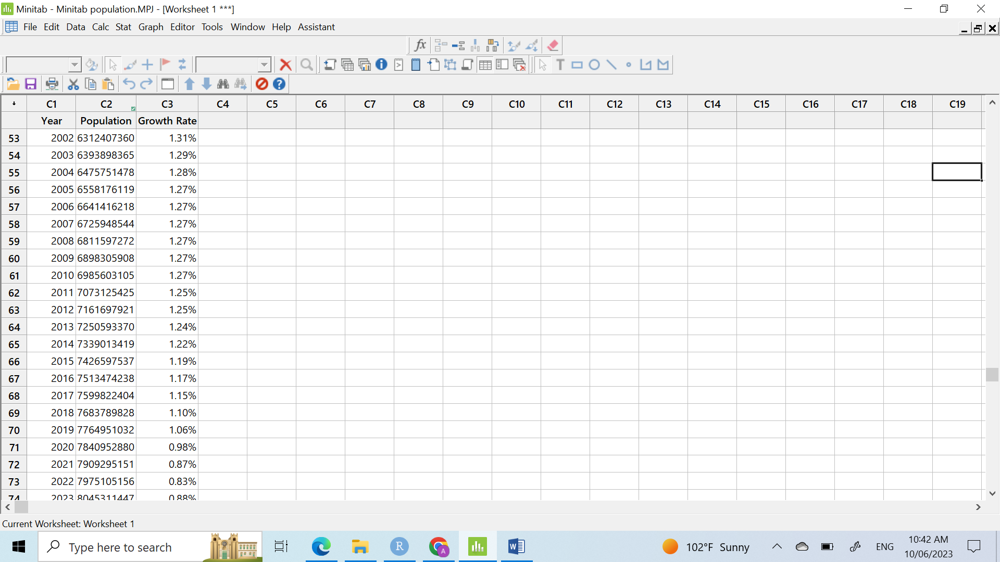 Minitab - Minitab population.MPJ - [Worksheet 1 ***]
File Edit Data Calc Stat Graph Editor Tools Window Help Assistant
C1 C2 C3 C4 C5 C6 C7 C8 C9 C10 C11 C12 C13 C14 C15 C16 C17 C18 C19
Year Population Growth Rate
53 2002 6312407360 1.31%
54 2003 6393898365 1.29%
55 2004 6475751478 1.28%
56 2005 6558176119 1.27%
57 2006 6641416218 1.27%
58 2007 6725948544 1.27%
59 2008 6811597272 1.27%
60 2009 6898305908 1.27%
61 2010 6985603105 1.27%
62 2011 7073125425 1.25%
63 2012 7161697921 1.25%
64 2013 7250593370 1.24%
65 2014 7339013419 1.22%
66 2015 7426597537 1.19%
67 2016 7513474238 1.17%
68 2017 7599822404 1.15%
69 2018 7683789828 1.10%
70 2019 7764951032 1.06%
71 2020 7840952880 0.98%
72 2021 7909295151 0.87%
73 2022 7975105156 0.83%
74 2023 8045311447 0.88%
Current Worksheet: Worksheet 1
Type here to search
102°F Sunny
ENG
10:42 AM
10/06/2023